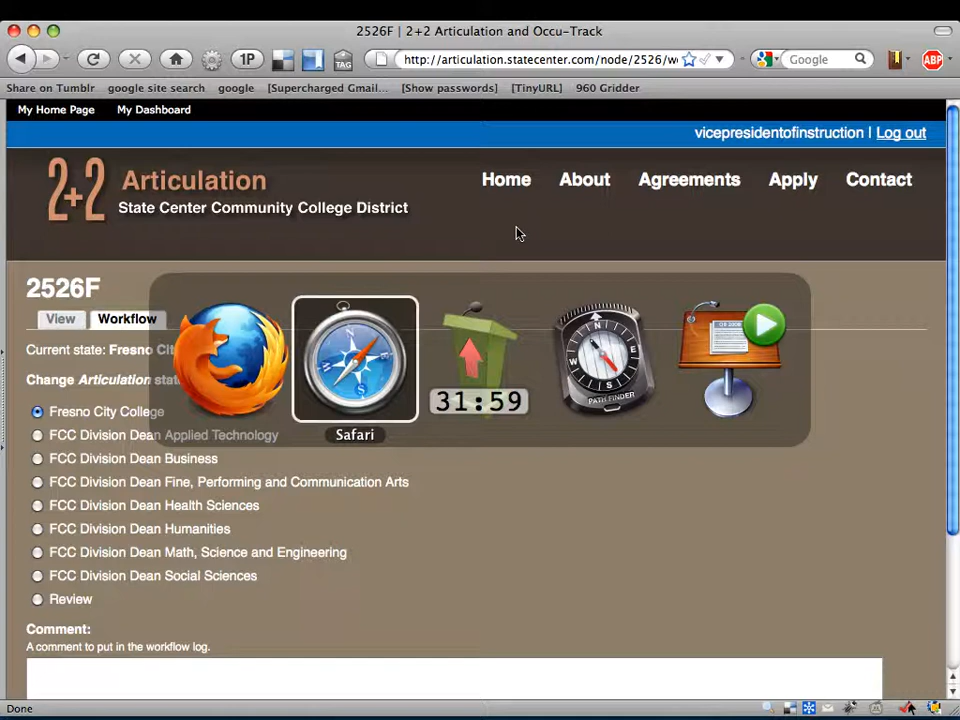 2526F | 2+2 Articulation and Occu-Track
1P
TAG
http://articulation.statecenter.com/node/2526/w
Google
ABP
Share on Tumblr google site search google [Supercharged Gmail... [Show passwords] [TinyURL] 960 Gridder
My Home Page My Dashboard
vicepresidentofinstruction | Log out
2+2 Articulation
State Center Community College District
Home About Agreements Apply Contact
2526F
View Workflow
Current state: Fresno Cit
Change Articulation stat
Fresno City College
FCC Division Dean Applied Technology
FCC Division Dean Business
FCC Division Dean Fine, Performing and Communication Arts
FCC Division Dean Health Sciences
FCC Division Dean Humanities
FCC Division Dean Math, Science and Engineering
FCC Division Dean Social Sciences
Review
N
W
E
S
31:59
N
W
E
S
PATH FINDER
Safari
Comment:
A comment to put in the workflow log.
Done